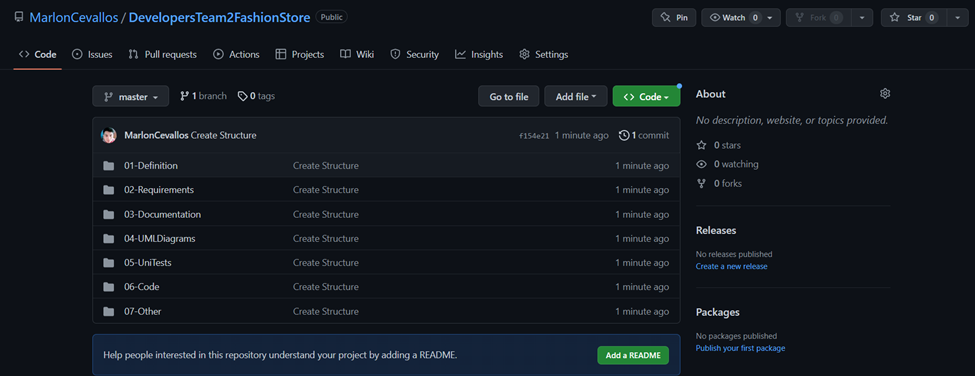 MarlonCevallos / DevelopersTeam2FashionStore Public
Pin Watch 0 Fork 0 Star 0
Code Issues Pull requests Actions Projects Wiki Security Insights Settings
master 1 branch 0 tags Go to file Add file Code
MarlonCevallos Create Structure f154e21 1 minute ago 1 commit
01-Definition Create Structure 1 minute ago
02-Requirements Create Structure 1 minute ago
03-Documentation Create Structure 1 minute ago
04-UMLDiagrams Create Structure 1 minute ago
05-UniTests Create Structure 1 minute ago
06-Code Create Structure 1 minute ago
07-Other Create Structure 1 minute ago
Help people interested in this repository understand your project by adding a README. Add a README
About
No description, website, or topics provided.
0 stars
0 watching
0 forks
Releases
No releases published
Create a new release
Packages
No packages published
Publish your first package